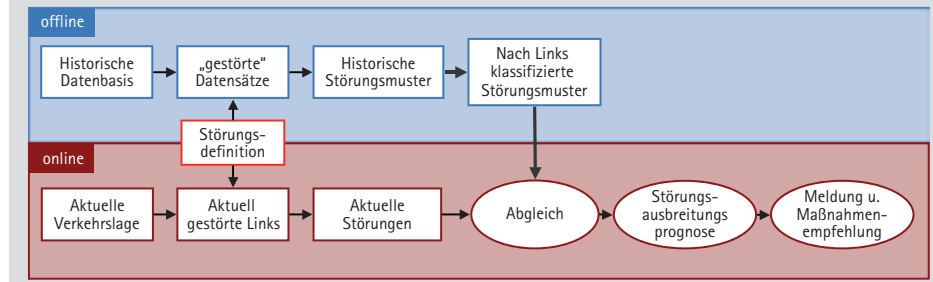 offline
Historische
Datenbasis
„gestörte“
Datensätze
Historische
Störungsmuster
Nach Links
klassifizierte
Störungsmuster
Störungs-
definition
online
Aktuelle
Verkehrslage
Aktuell
gestörte Links
Aktuelle
Störungen
Abgleich
Störungs-
ausbreitungs
prognose
Meldung u.
Maßnahmen-
empfehlung